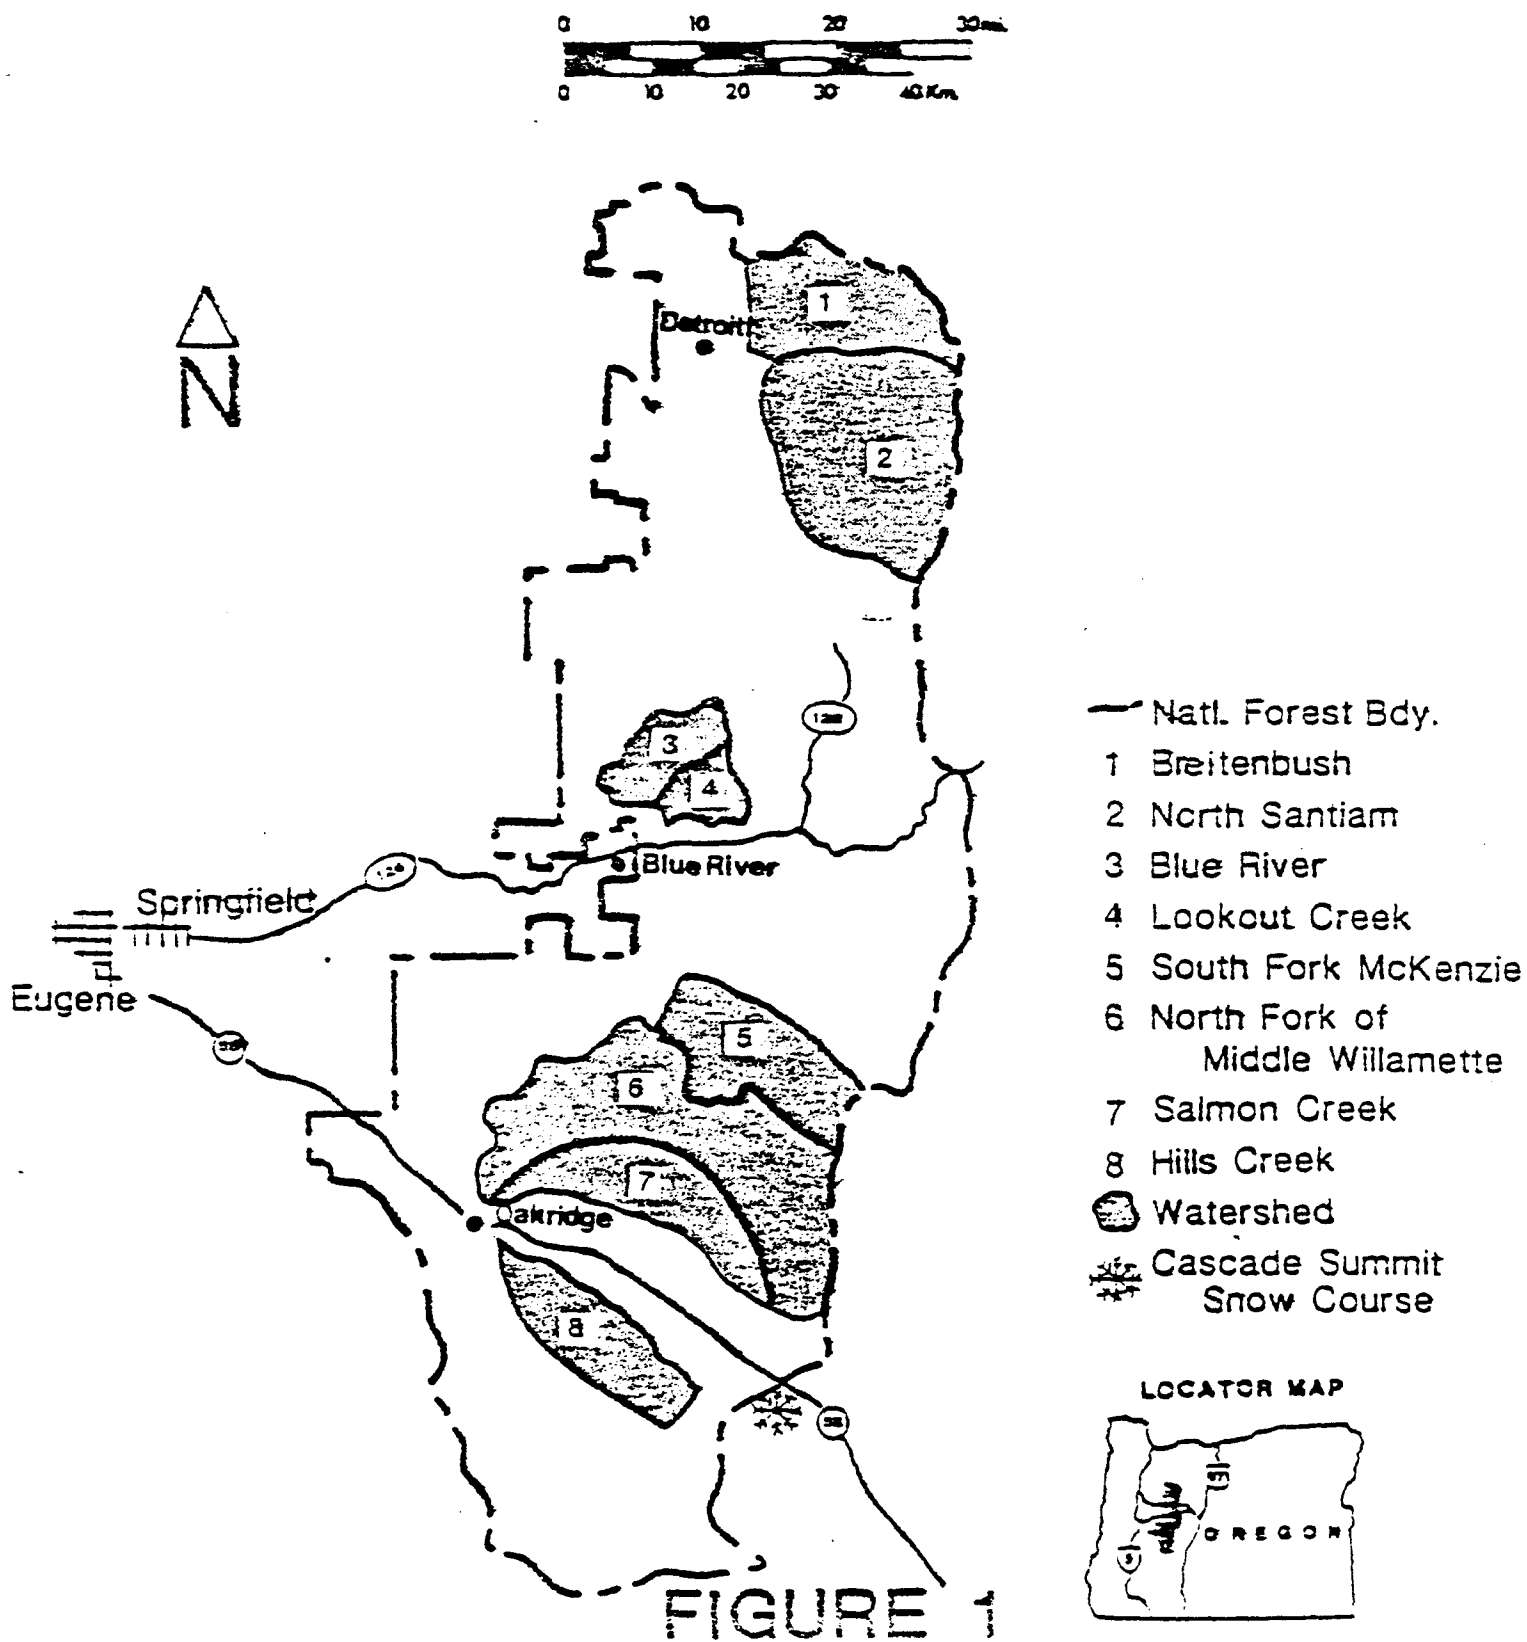 0 10 20 30 mi.
0 10 20 30 40 Km.
N
Detroit
1
2
3
4
126
Blue River
126
Springfield
Eugene
58
5
6
7
Oakridge
8
58
Natl. Forest Bdy.
1 Breitenbush
2 North Santiam
3 Blue River
4 Lookout Creek
5 South Fork McKenzie
6 North Fork of
Middle Willamette
7 Salmon Creek
8 Hills Creek
Watershed
Cascade Summit
Snow Course
LOCATOR MAP
OREGON
FIGURE 1